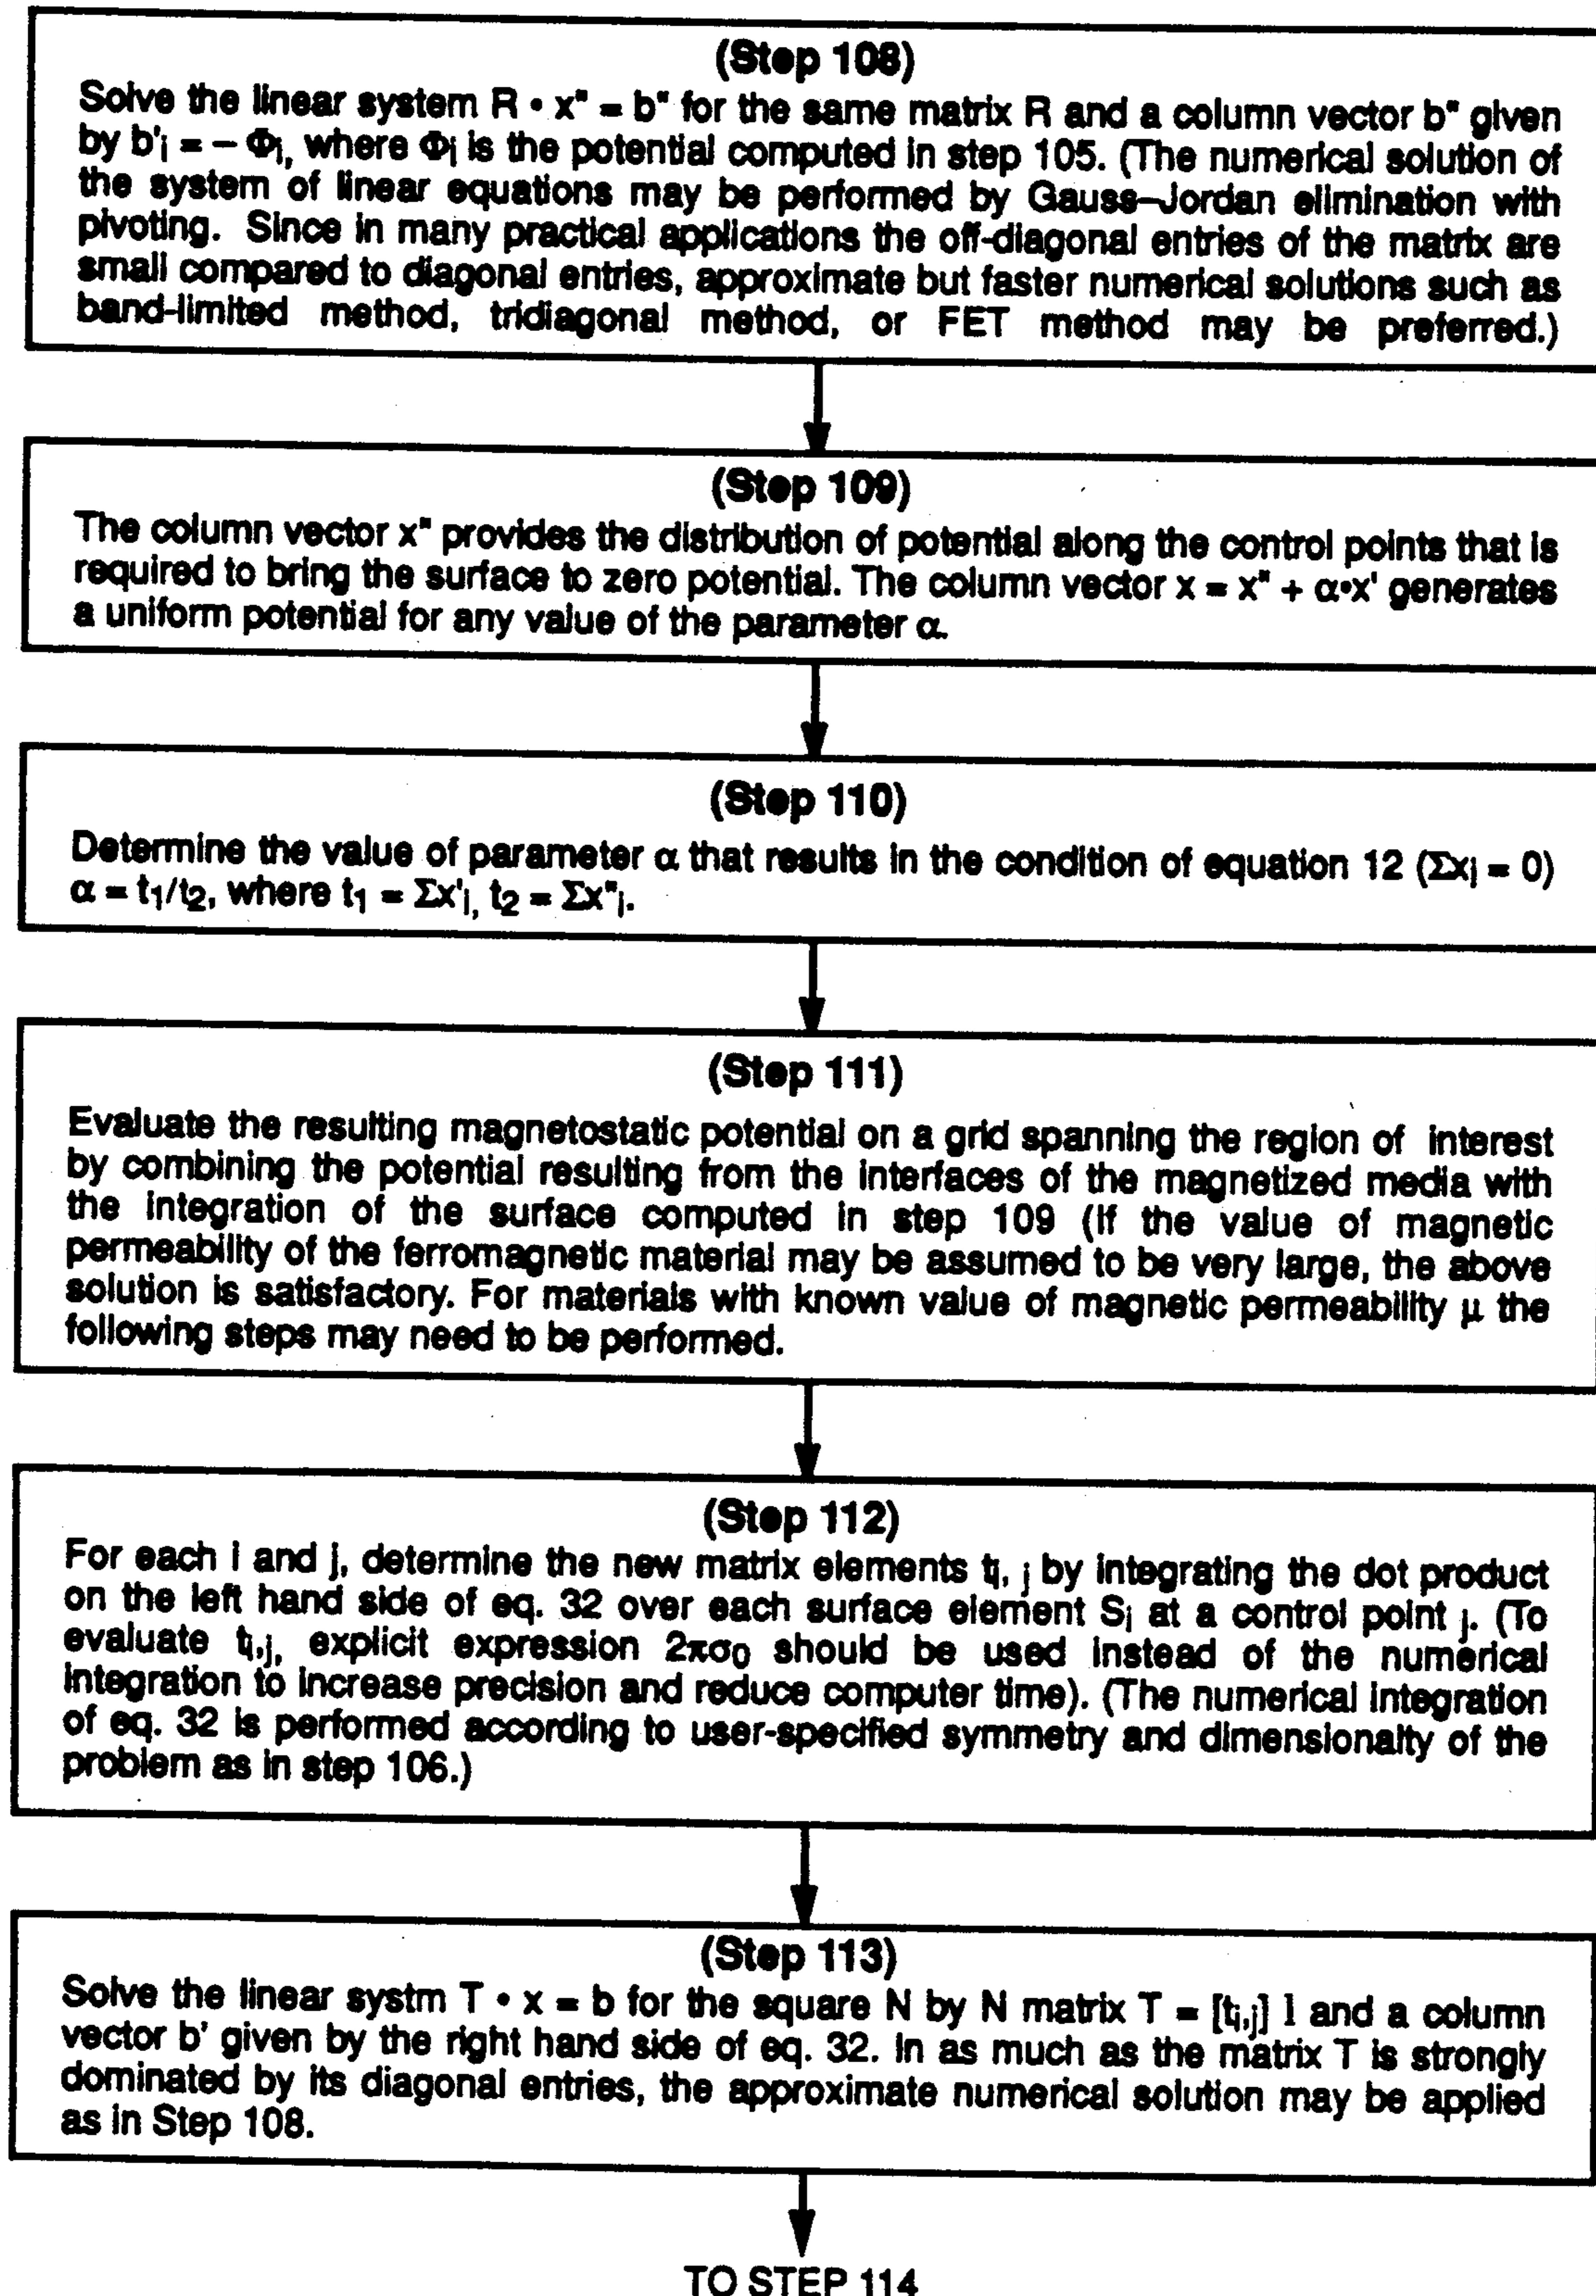 (Step 108)
Solve the linear system R • x" = b" for the same matrix R and a column vector b" given
by b'i = – Φi, where Φi is the potential computed in step 105. (The numerical solution of
the system of linear equations may be performed by Gauss–Jordan elimination with
pivoting. Since in many practical applications the off-diagonal entries of the matrix are
small compared to diagonal entries, approximate but faster numerical solutions such as
band-limited method, tridiagonal method, or FET method may be preferred.)
(Step 109)
The column vector x" provides the distribution of potential along the control points that is
required to bring the surface to zero potential. The column vector x = x" + α•x' generates
a uniform potential for any value of the parameter α.
(Step 110)
Determine the value of parameter α that results in the condition of equation 12 (Σxj = 0)
α = t1/t2, where t1 = Σx'j, t2 = Σx"j.
(Step 111)
Evaluate the resulting magnetostatic potential on a grid spanning the region of interest
by combining the potential resulting from the interfaces of the magnetized media with
the integration of the surface computed in step 109 (If the value of magnetic
permeability of the ferromagnetic material may be assumed to be very large, the above
solution is satisfactory. For materials with known value of magnetic permeability μ the
following steps may need to be performed.
(Step 112)
For each i and j, determine the new matrix elements ti, j by integrating the dot product
on the left hand side of eq. 32 over each surface element Sj at a control point j. (To
evaluate ti,j, explicit expression 2πσ0 should be used instead of the numerical
integration to increase precision and reduce computer time). (The numerical integration
of eq. 32 is performed according to user-specified symmetry and dimensionalty of the
problem as in step 106.)
(Step 113)
Solve the linear systm T • x = b for the square N by N matrix T = [ti,j] l and a column
vector b' given by the right hand side of eq. 32. In as much as the matrix T is strongly
dominated by its diagonal entries, the approximate numerical solution may be applied
as in Step 108.
TO STEP 114